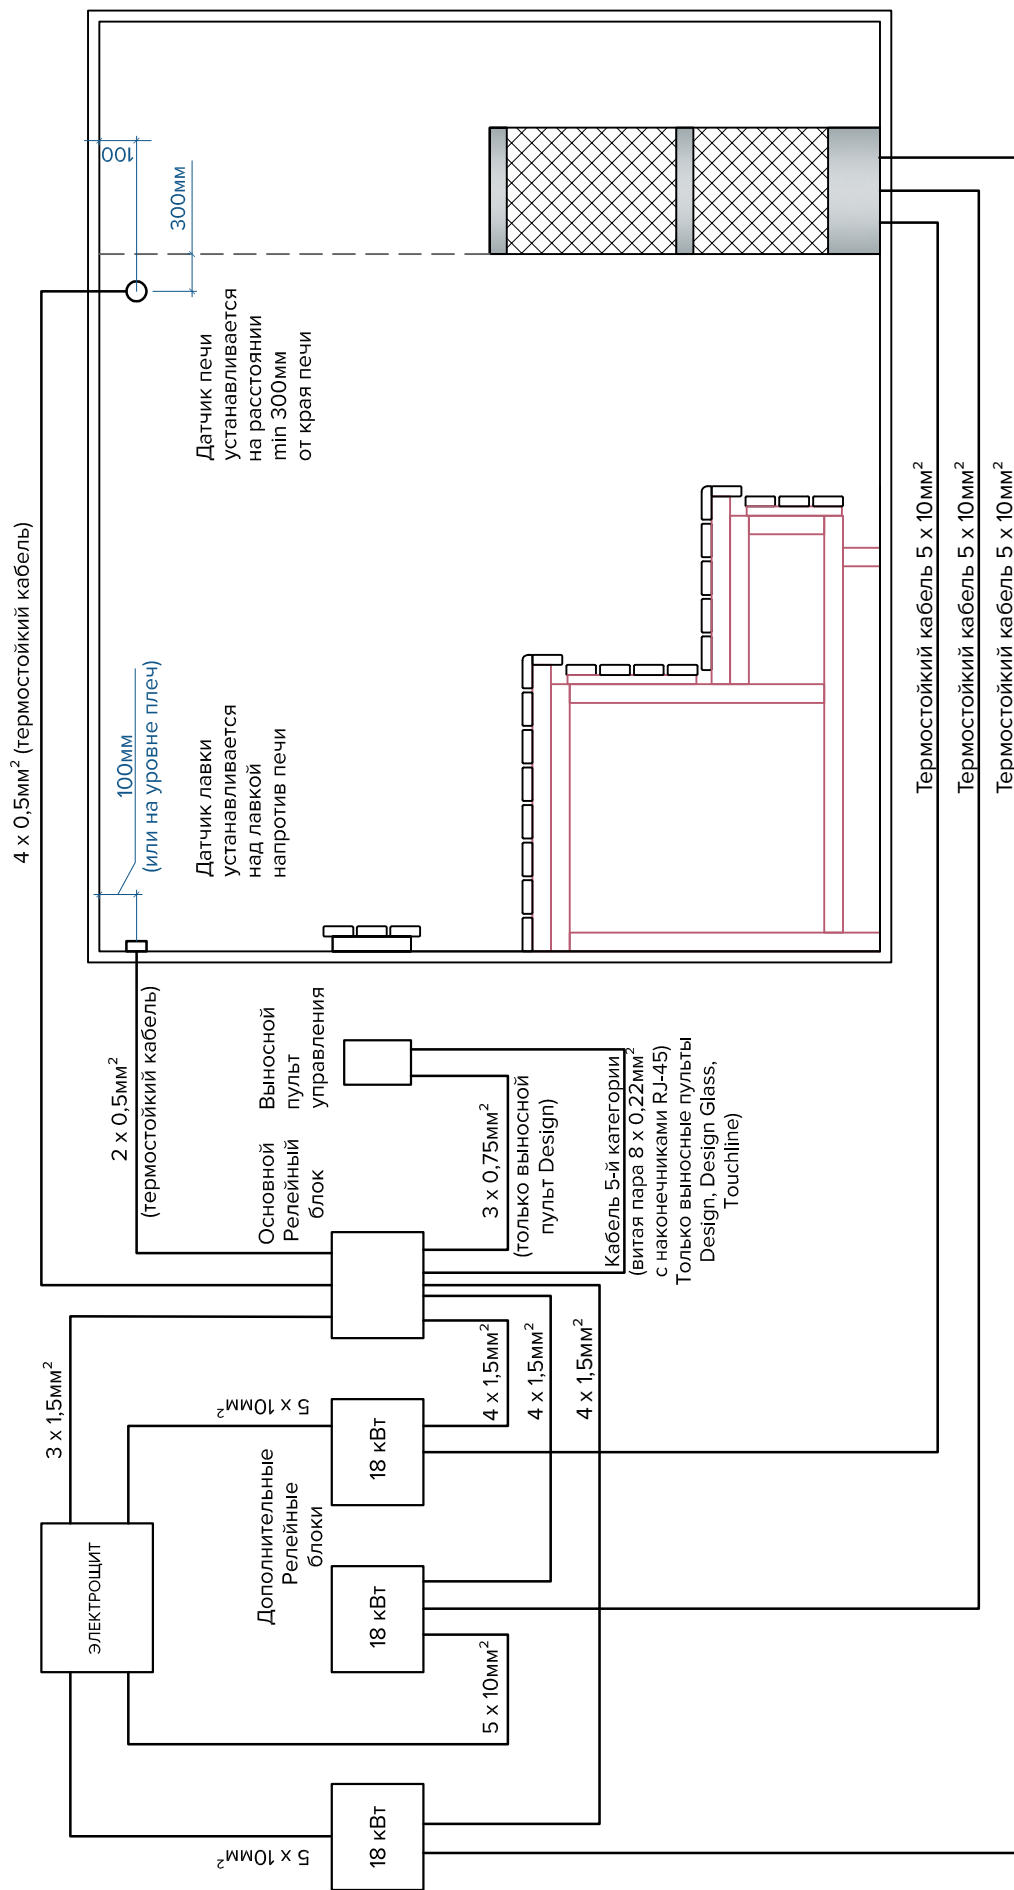 4 x 0,5мм² (термостойкий кабель)
100мм
(или на уровне плеч)
100
300мм
Датчик лавки
устанавливается
над лавкой
напротив печи
Датчик печи
устанавливается
на расстоянии
min 300мм
от края печи
3 x 1,5мм²
2 x 0,5мм²
(термостойкий кабель)
ЭЛЕКТРОЩИТ
5 x 10мм²
5 x 10мм²
Дополнительные
Релейные
блоки
Основной
Релейный
блок
Выносной
пульт
управления
18 кВт
18 кВт
18 кВт
5 x 10мм²
4 x 1,5мм²
4 x 1,5мм²
4 x 1,5мм²
3 x 0,75мм²
(только выносной
пульт Design)
Кабель 5-й категории
(витая пара 8 x 0,22мм²
с наконечниками RJ-45)
Только выносные пульты
Design, Design Glass,
Touchline)
Термостойкий кабель 5 x 10мм²
Термостойкий кабель 5 x 10мм²
Термостойкий кабель 5 x 10мм²